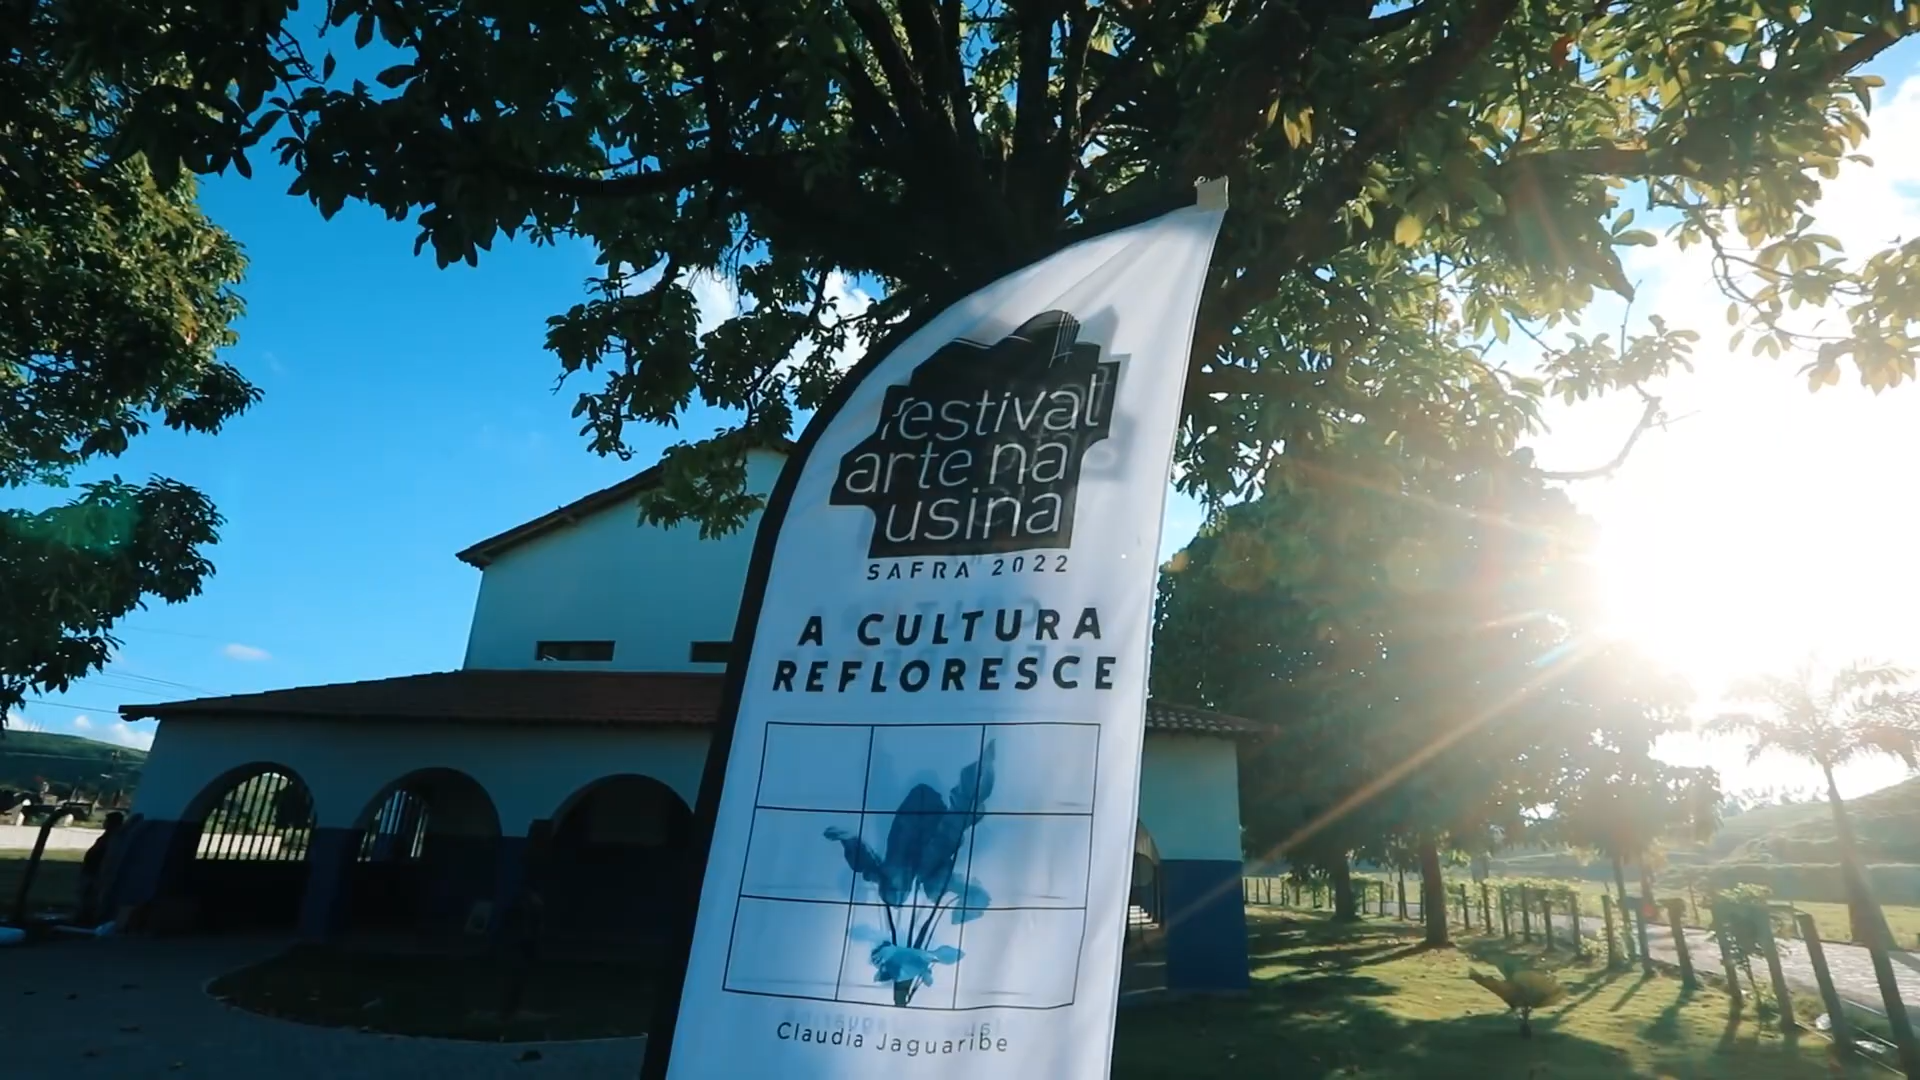 festival
arte na
usina
SAFRA 2022
A CULTURA
REFLORESCE
Claudia Jaguaribe